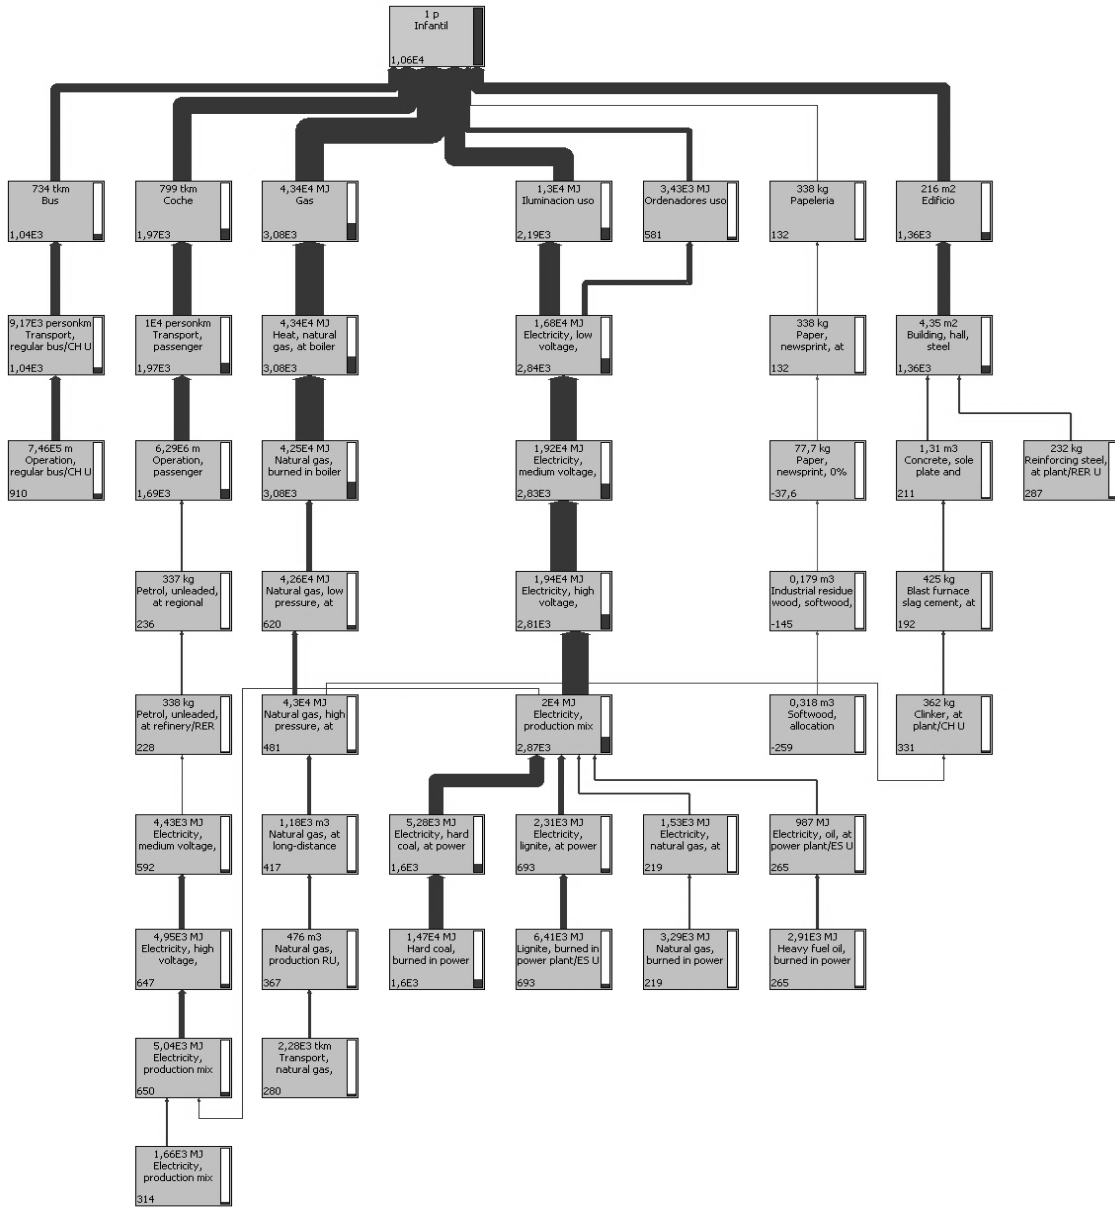 1 p
Infantil
1,06E4
734 tkm
Bus
1,04E3
799 tkm
Coche
1,97E3
4,34E4 MJ
Gas
3,08E3
1,3E4 MJ
Iluminacion uso
2,19E3
3,43E3 MJ
Ordenadores uso
581
338 kg
Papeleria
132
216 m2
Edificio
1,36E3
9,17E3 personkm
Transport,
regular bus/CH U
1,04E3
1E4 personkm
Transport,
passenger
1,97E3
4,34E4 MJ
Heat, natural
gas, at boiler
3,08E3
1,68E4 MJ
Electricity, low
voltage,
2,84E3
338 kg
Paper,
newsprint, at
132
4,35 m2
Building, hall,
steel
1,36E3
7,46E5 m
Operation,
regular bus/CH U
910
6,29E6 m
Operation,
passenger
1,69E3
4,25E4 MJ
Natural gas,
burned in boiler
3,08E3
1,92E4 MJ
Electricity,
medium voltage,
2,83E3
77,7 kg
Paper,
newsprint, 0%
-37,6
1,31 m3
Concrete, sole
plate and
211
232 kg
Reinforcing steel,
at plant/RER U
287
337 kg
Petrol, unleaded,
at regional
236
4,26E4 MJ
Natural gas, low
pressure, at
620
1,94E4 MJ
Electricity, high
voltage,
2,81E3
0,179 m3
Industrial residue
wood, softwood,
-145
425 kg
Blast furnace
slag cement, at
192
338 kg
Petrol, unleaded,
at refinery/RER
228
4,3E4 MJ
Natural gas, high
pressure, at
481
2E4 MJ
Electricity,
production mix
2,87E3
0,318 m3
Softwood,
allocation
-259
362 kg
Clinker, at
plant/CH U
331
4,43E3 MJ
Electricity,
medium voltage,
592
1,18E3 m3
Natural gas, at
long-distance
417
5,28E3 MJ
Electricity, hard
coal, at power
1,6E3
2,31E3 MJ
Electricity,
lignite, at power
693
1,53E3 MJ
Electricity,
natural gas, at
219
987 MJ
Electricity, oil, at
power plant/ES U
265
4,95E3 MJ
Electricity, high
voltage,
647
476 m3
Natural gas,
production RU,
367
1,47E4 MJ
Hard coal,
burned in power
1,6E3
6,41E3 MJ
Lignite, burned in
power plant/ES U
693
3,29E3 MJ
Natural gas,
burned in power
219
2,91E3 MJ
Heavy fuel oil,
burned in power
265
5,04E3 MJ
Electricity,
production mix
650
2,28E3 tkm
Transport,
natural gas,
280
1,66E3 MJ
Electricity,
production mix
314